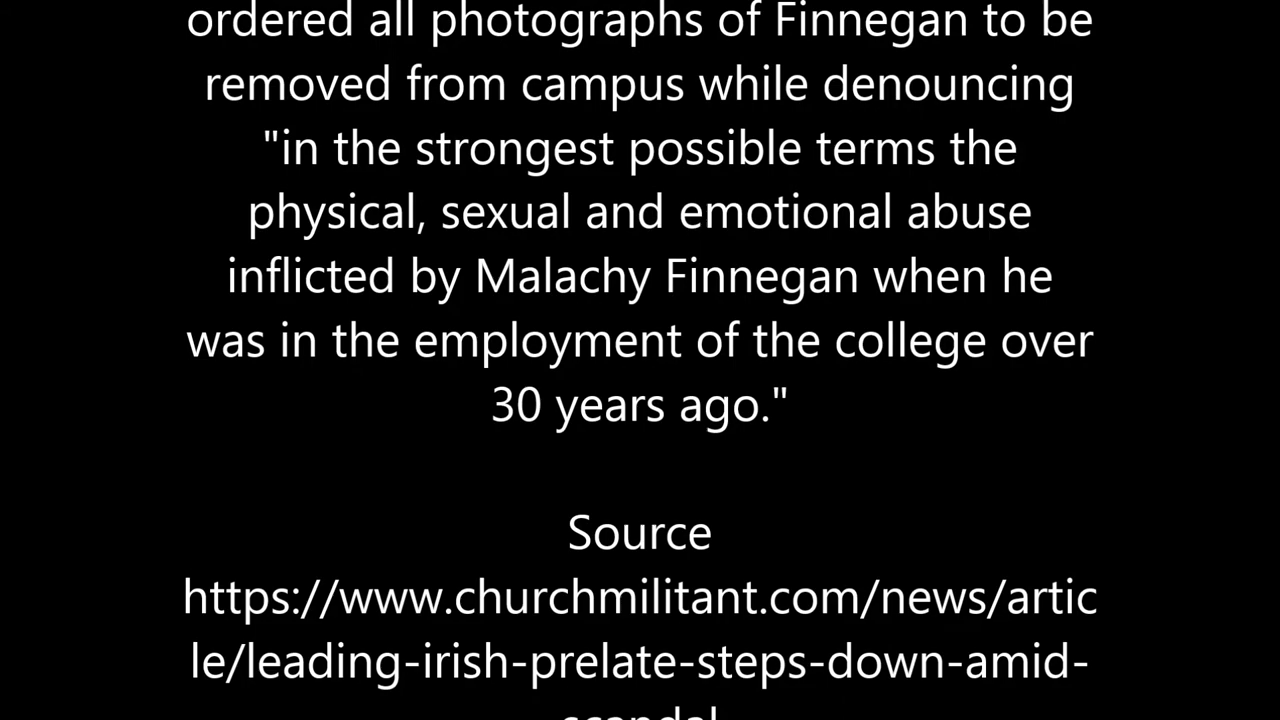 ordered all photographs of Finnegan to be
removed from campus while denouncing
"in the strongest possible terms the
physical, sexual and emotional abuse
inflicted by Malachy Finnegan when he
was in the employment of the college over
30 years ago."
Source
https://www.churchmilitant.com/news/artic
le/leading-irish-prelate-steps-down-amid-
scandal